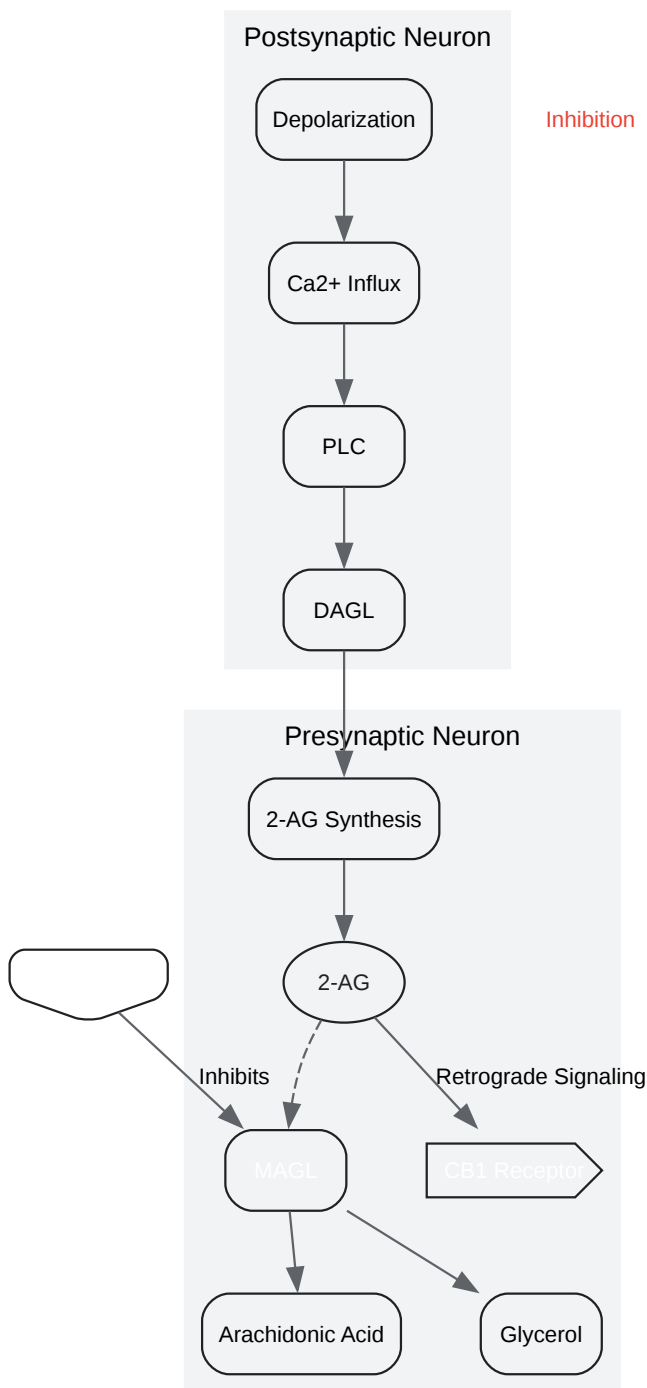 Postsynaptic Neuron
Depolarization
Inhibition
Ca2+ Influx
PLC
DAGL
Presynaptic Neuron
2-AG Synthesis
2-AG
Inhibits
Retrograde Signaling
MAGL
CB1 Receptor
Arachidonic Acid
Glycerol